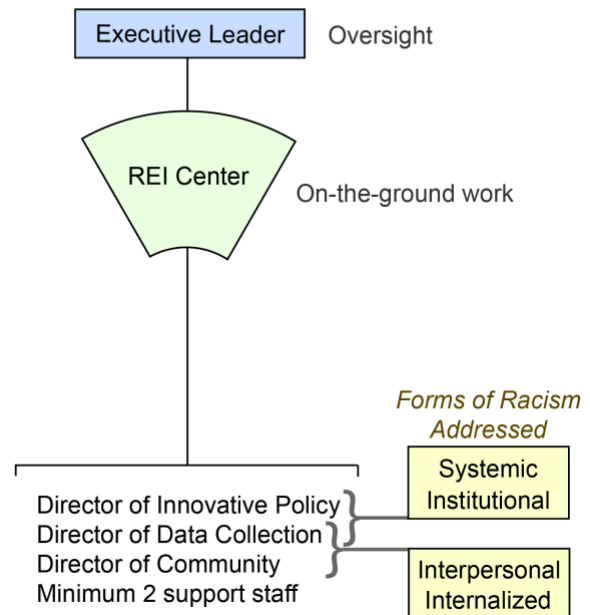 Executive Leader
Oversight
REI Center
On-the-ground work
Forms of Racism
Addressed
Systemic
Institutional
Director of Innovative Policy
Director of Data Collection
Director of Community
Minimum 2 support staff
Interpersonal
Internalized